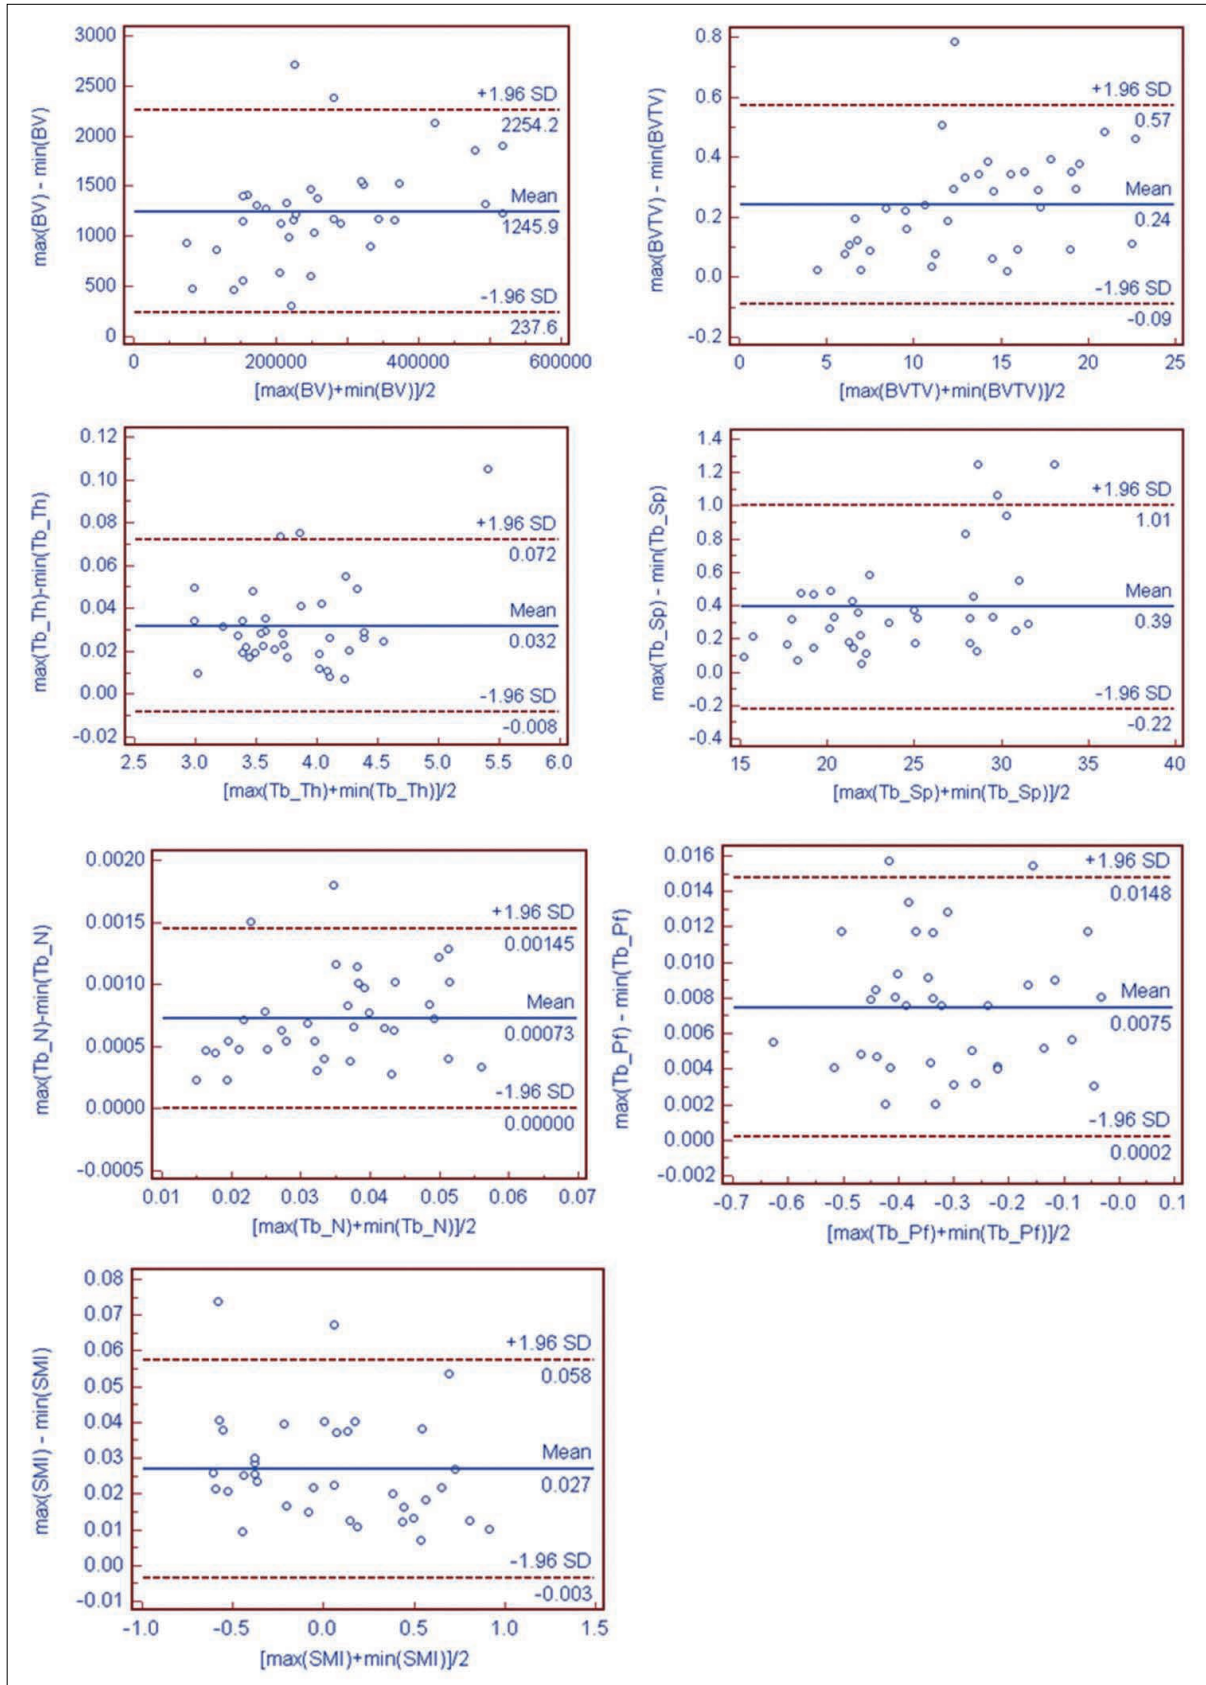 max(BV) - min(BV)
3000
2500
2000
1500
1000
500
0
+1.96 SD
2254.2
Mean
1245.9
-1.96 SD
237.6
0 200000 400000 600000
[max(BV)+min(BV)]/2
max(BVTV) - min(BVTV)
0.8
0.6
0.4
0.2
0.0
-0.2
+1.96 SD
0.57
Mean
0.24
-1.96 SD
-0.09
0 5 10 15 20 25
[max(BVTV)+min(BVTV)]/2
max(Tb_Th)-min(Tb_Th)
0.12
0.10
0.08
0.06
0.04
0.02
0.00
-0.02
+1.96 SD
0.072
Mean
0.032
-1.96 SD
-0.008
2.5 3.0 3.5 4.0 4.5 5.0 5.5 6.0
[max(Tb_Th)+min(Tb_Th)]/2
max(Tb_Sp) - min(Tb_Sp)
1.4
1.2
1.0
0.8
0.6
0.4
0.2
0.0
-0.2
-0.4
+1.96 SD
1.01
Mean
0.39
-1.96 SD
-0.22
15 20 25 30 35 40
[max(Tb_Sp)+min(Tb_Sp)]/2
max(Tb_N)-min(Tb_N)
0.0020
0.0015
0.0010
0.0005
0.0000
-0.0005
+1.96 SD
0.00145
Mean
0.00073
-1.96 SD
0.00000
0.01 0.02 0.03 0.04 0.05 0.06 0.07
[max(Tb_N)+min(Tb_N)]/2
max(Tb_Pf) - min(Tb_Pf)
0.016
0.014
0.012
0.010
0.008
0.006
0.004
0.002
0.000
-0.002
+1.96 SD
0.0148
Mean
0.0075
-1.96 SD
0.0002
-0.7 -0.6 -0.5 -0.4 -0.3 -0.2 -0.1 -0.0 0.1
[max(Tb_Pf)+min(Tb_Pf)]/2
max(SMI) - min(SMI)
0.08
0.07
0.06
0.05
0.04
0.03
0.02
0.01
0.00
-0.01
+1.96 SD
0.058
Mean
0.027
-1.96 SD
-0.003
-1.0 -0.5 0.0 0.5 1.0 1.5
[max(SMI)+min(SMI)]/2